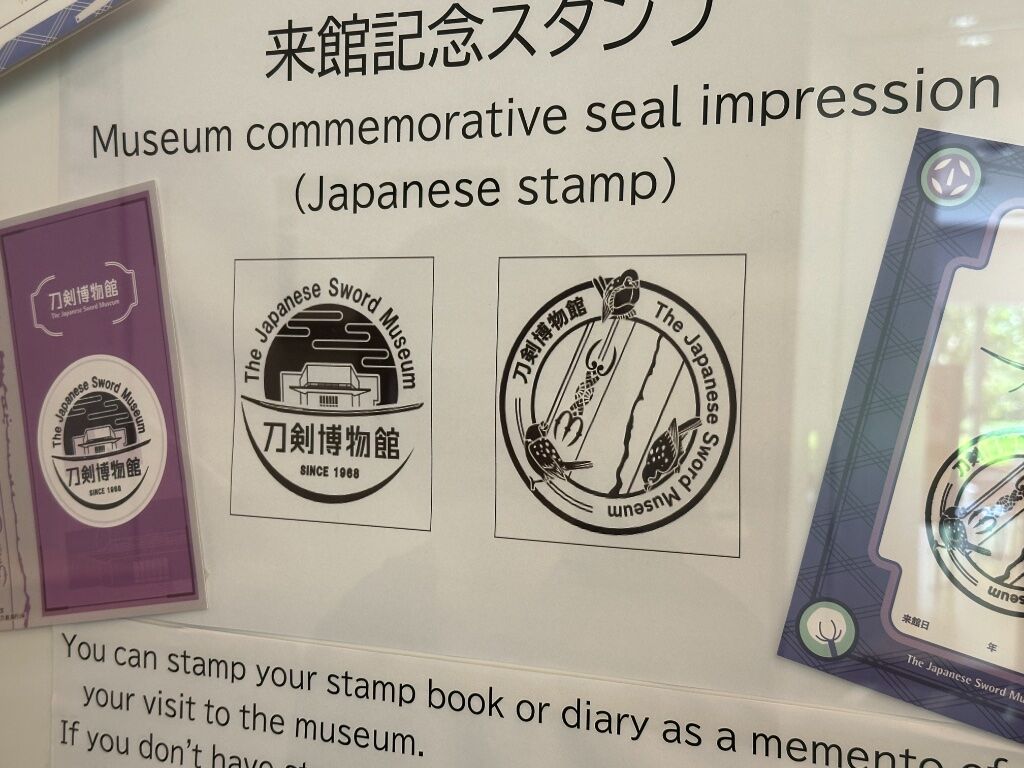 来館記念スタンプ
Museum commemorative seal impression
(Japanese stamp)
刀剣博物館
The Japanese Sword Museum
The Japanese Sword Museum
刀剣博物館
SINCE 1968
The Japanese Sword Museum
刀剣博物館
SINCE 1968
刀剣博物館
The Japanese Sword Museum
刀剣
Museum
来館日
年
The Japanese Sword Mu
You can stamp your stamp book or diary as a memento of
your visit to the museum.
If you don't have